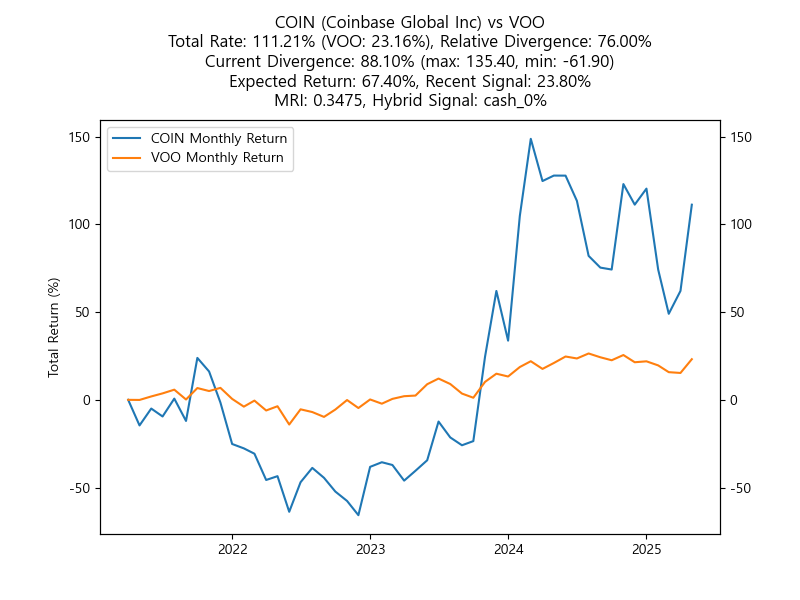 COIN (Coinbase Global Inc) vs VOO
Total Rate: 111.21% (VOO: 23.16%), Relative Divergence: 76.00%
Current Divergence: 88.10% (max: 135.40, min: -61.90)
Expected Return: 67.40%, Recent Signal: 23.80%
MRI: 0.3475, Hybrid Signal: cash_0%
COIN Monthly Return
VOO Monthly Return
Total Return (%)
150
100
50
0
-50
150
100
50
0
-50
2022
2023
2024
2025